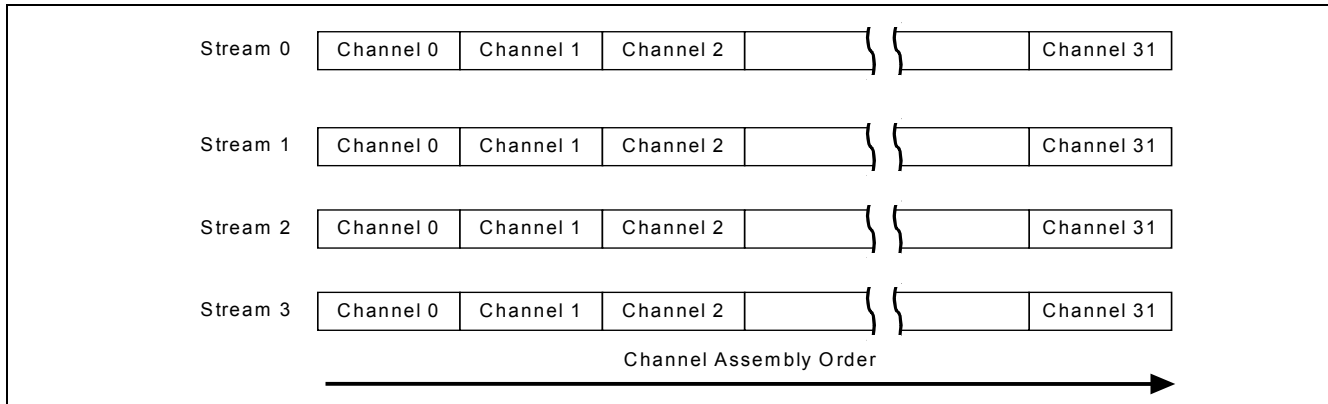 Stream 0 Channel 0 Channel 1 Channel 2 Channel 31
Stream 1 Channel 0 Channel 1 Channel 2 Channel 31
Stream 2 Channel 0 Channel 1 Channel 2 Channel 31
Stream 3 Channel 0 Channel 1 Channel 2 Channel 31
Channel Assembly Order